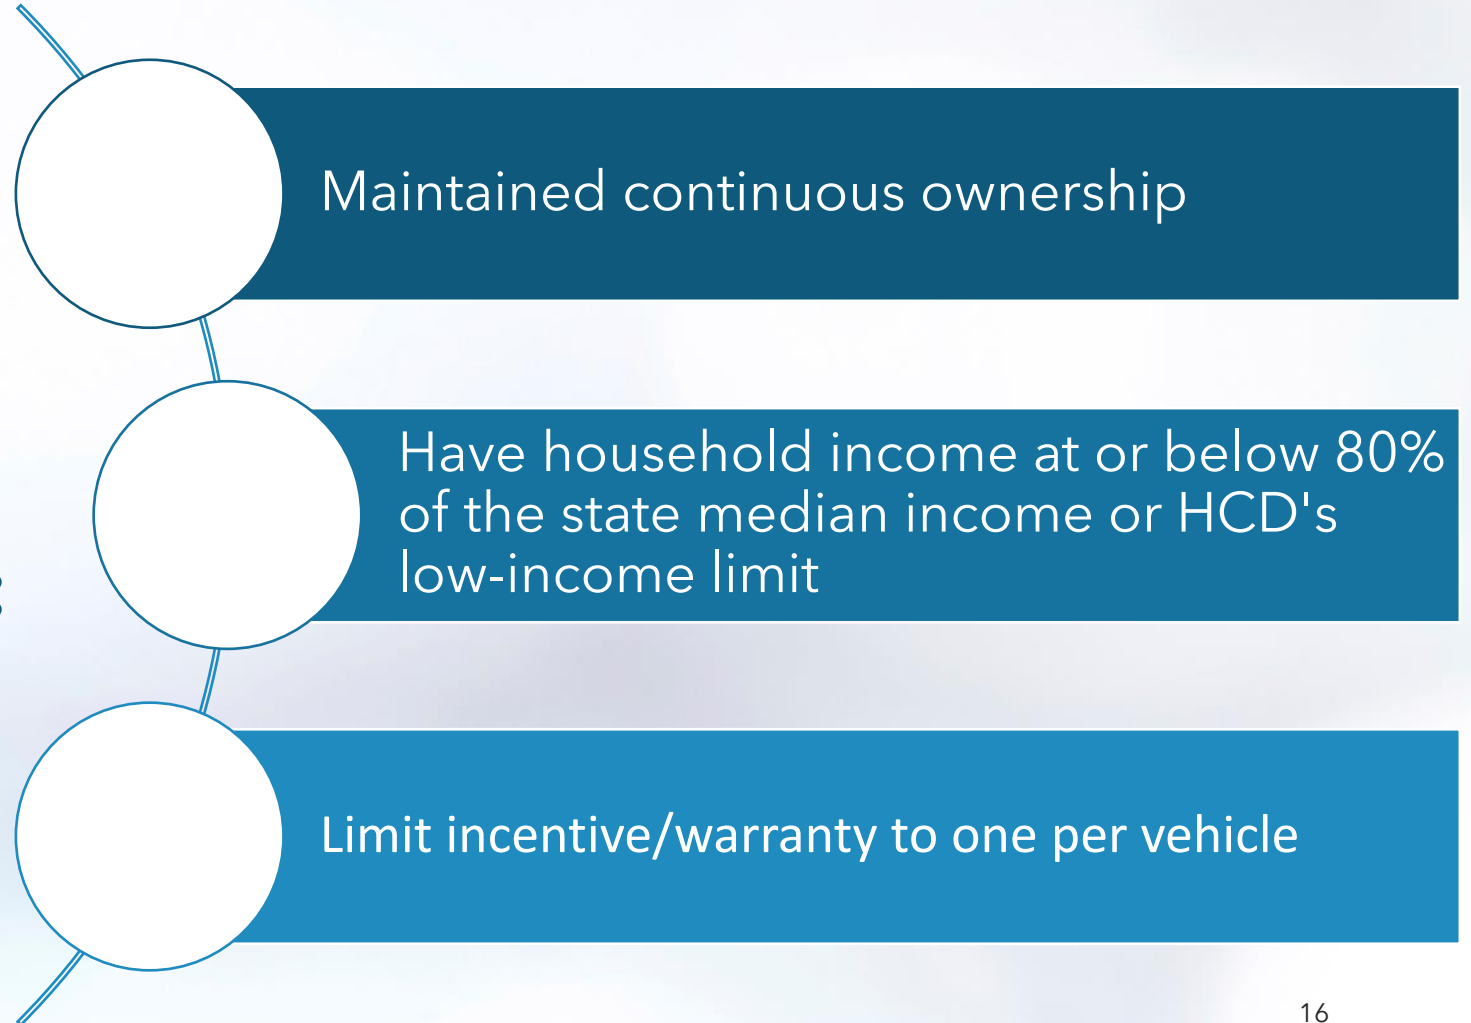 Maintained continuous ownership
Have household income at or below 80%
of the state median income or HCD's
low-income limit
Limit incentive/warranty to one per vehicle
16